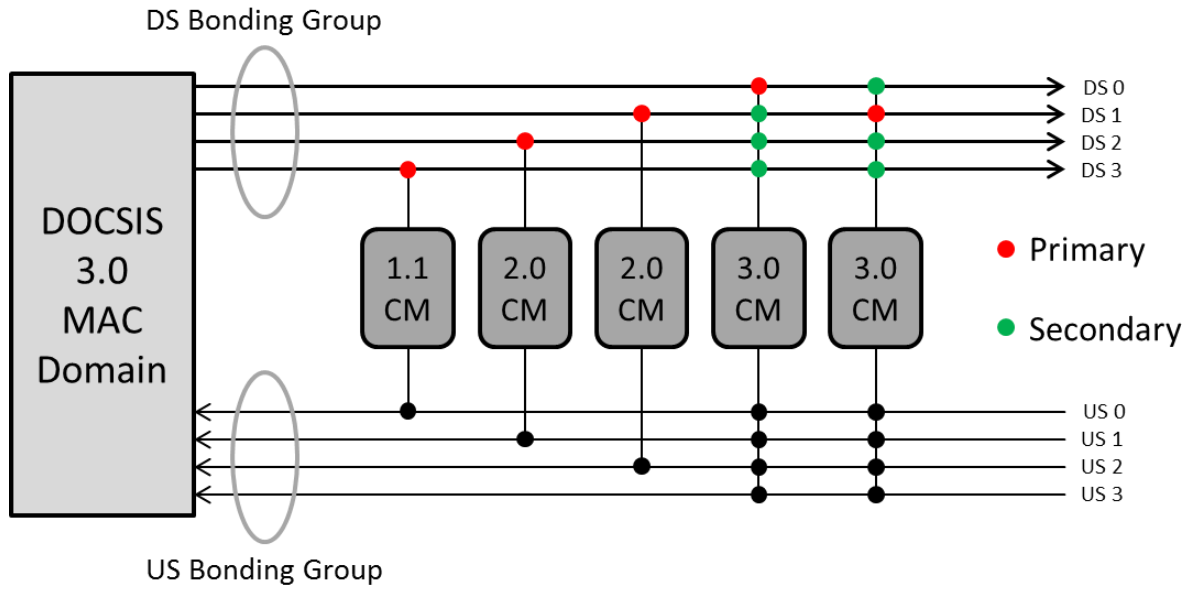 DS Bonding Group
DS 0
DS 1
DS 2
DS 3
DOCSIS
3.0
MAC
Domain
1.1
CM
2.0
CM
2.0
CM
3.0
CM
3.0
CM
Primary
Secondary
US 0
US 1
US 2
US 3
US Bonding Group